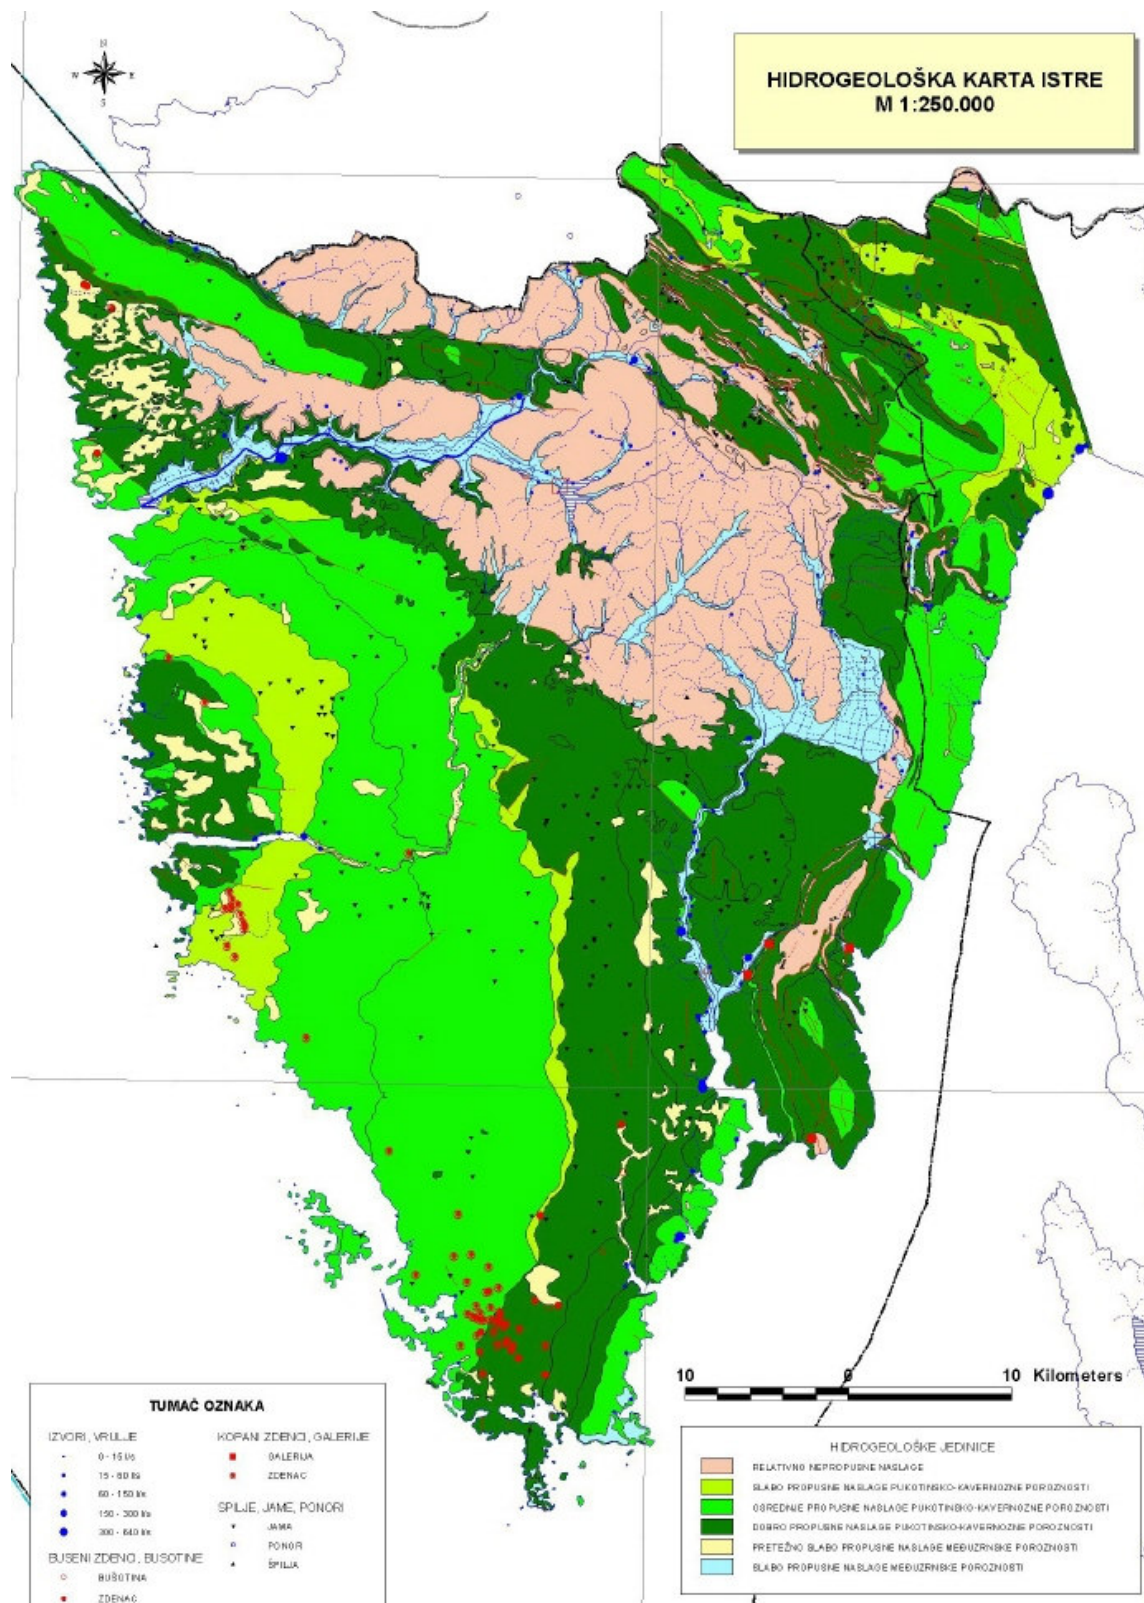 N
W E
S
HIDROGEOLOŠKA KARTA ISTRE
M 1:250.000
10 0 10 Kilometers
TUMAČ OZNAKA
IZVORI, VRULJE
0 - 15 l/s
15 - 60 l/s
60 - 150 l/s
150 - 300 l/s
300 - 640 l/s
BUŠENI ZDENCI, BUŠOTINE
BUŠOTINA
ZDENAC
KOPANI ZDENCI, GALERIJE
GALERIJA
ZDENAC
SPILJE, JAME, PONORI
JAMA
PONOR
ŠPILJA
HIDROGEOLOŠKE JEDINICE
RELATIVNO NEPROPUSNE NASLAGE
SLABO PROPUSNE NASLAGE PUKOTINSKO-KAVERNOZNE POROZNOSTI
OSREDNJE PROPUSNE NASLAGE PUKOTINSKO-KAVERNOZNE POROZNOSTI
DOBRO PROPUSNE NASLAGE PUKOTINSKO-KAVERNOZNE POROZNOSTI
PRETEŽNO SLABO PROPUSNE NASLAGE MEĐUZRNSKE POROZNOSTI
SLABO PROPUSNE NASLAGE MEĐUZRNSKE POROZNOSTI